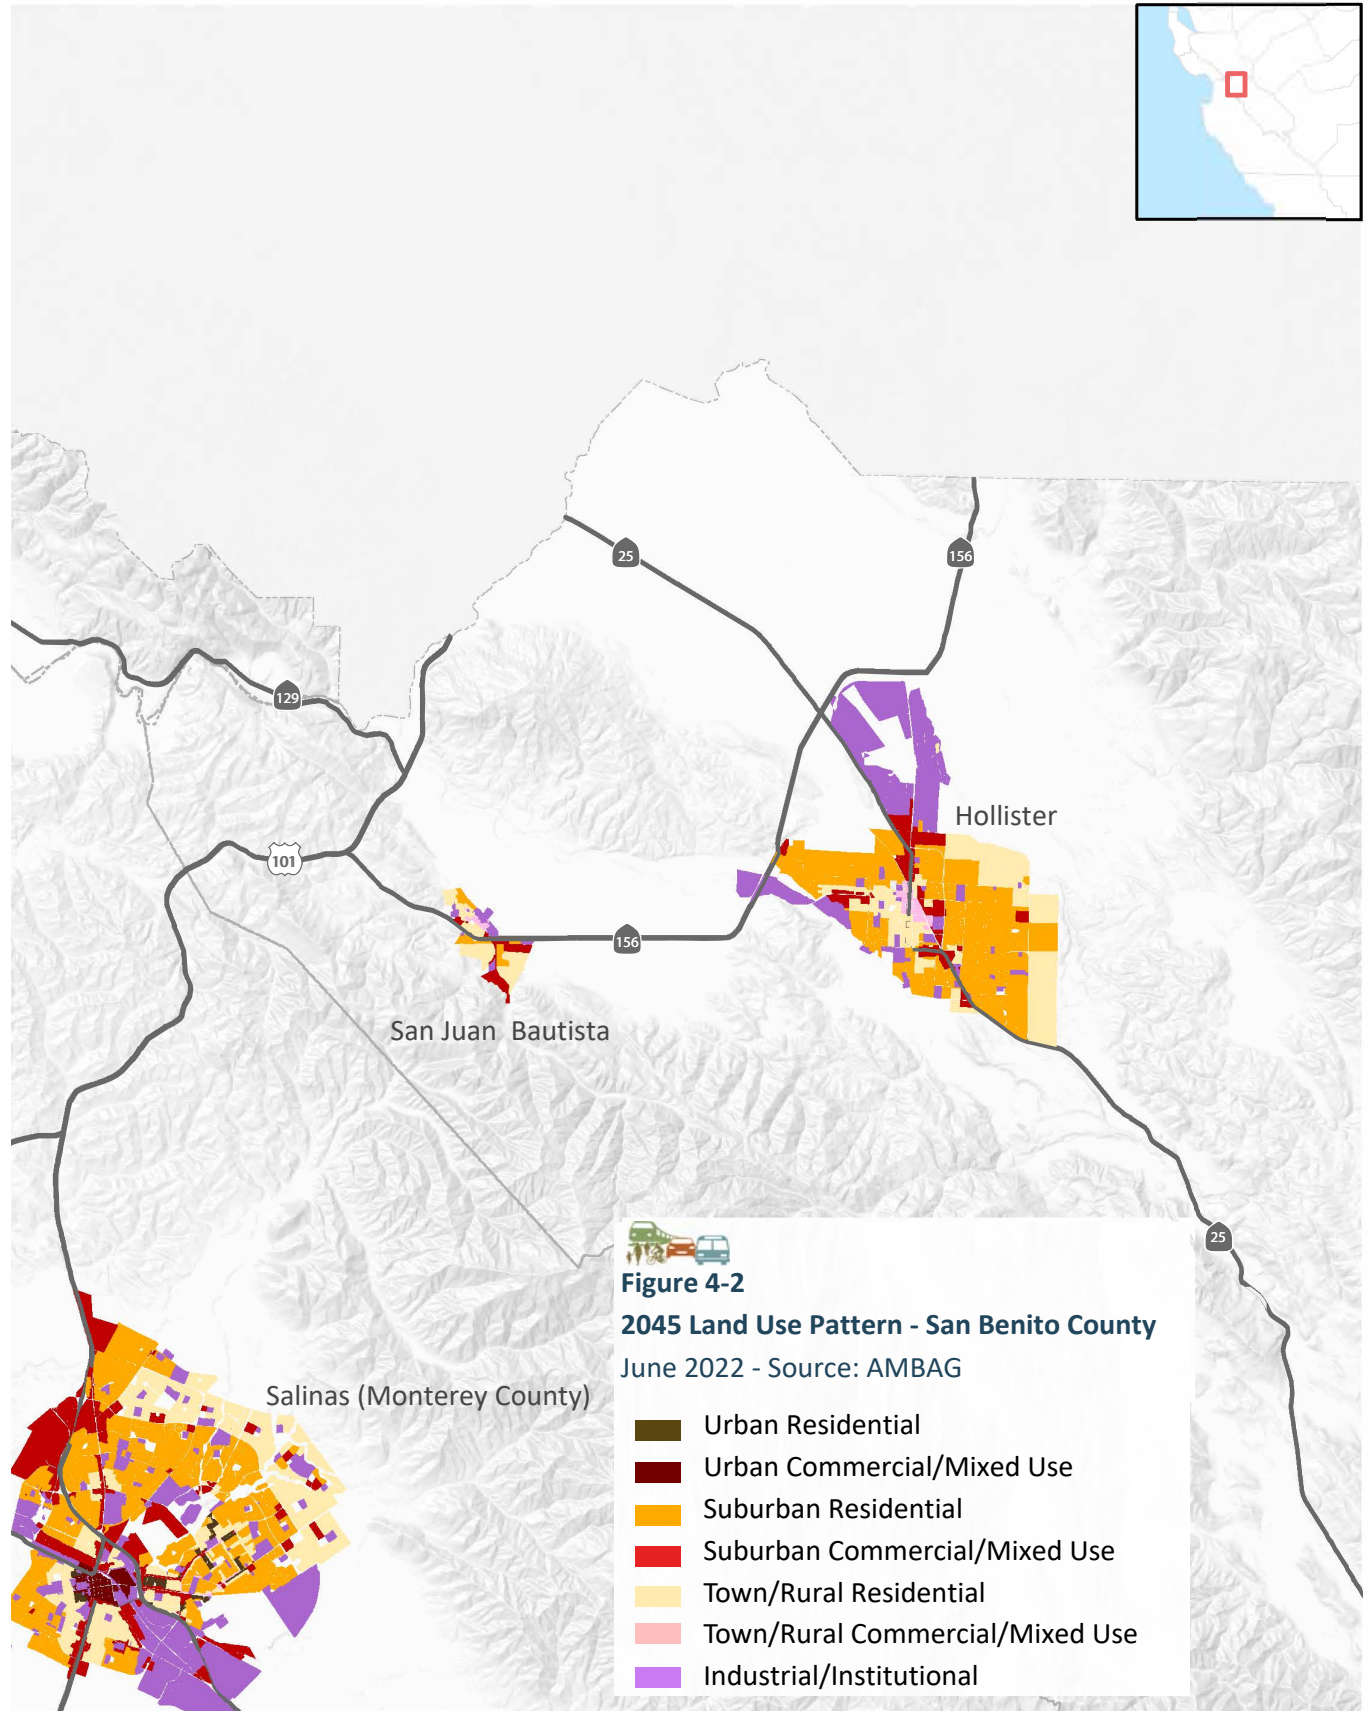 25
156
129
Hollister
101
156
San Juan  Bautista
25
Figure 4-2
2045 Land Use Pattern - San Benito County
June 2022 - Source: AMBAG
Salinas (Monterey County)
Urban Residential
Urban Commercial/Mixed Use
Suburban Residential
Suburban Commercial/Mixed Use
Town/Rural Residential
Town/Rural Commercial/Mixed Use
Industrial/Institutional